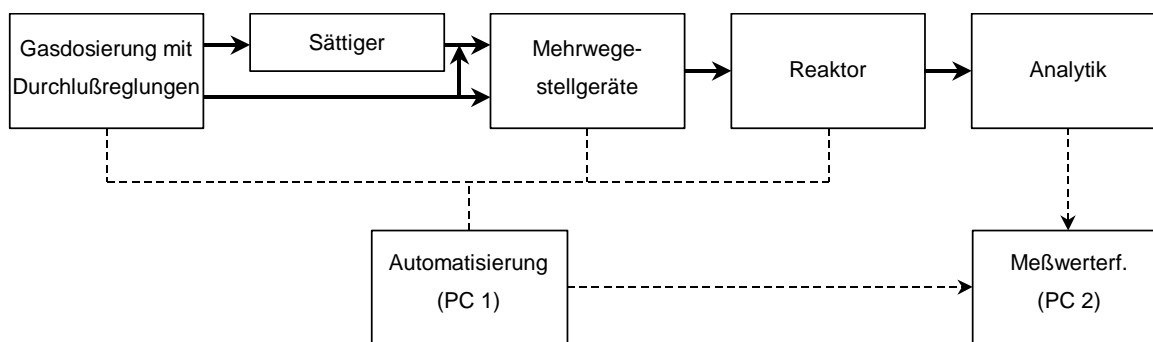 Gasdosierung mit
Durchlußreglungen
Sättiger
Mehrwege-
stellgeräte
Reaktor
Analytik
Automatisierung
(PC 1)
Meßwerterf.
(PC 2)